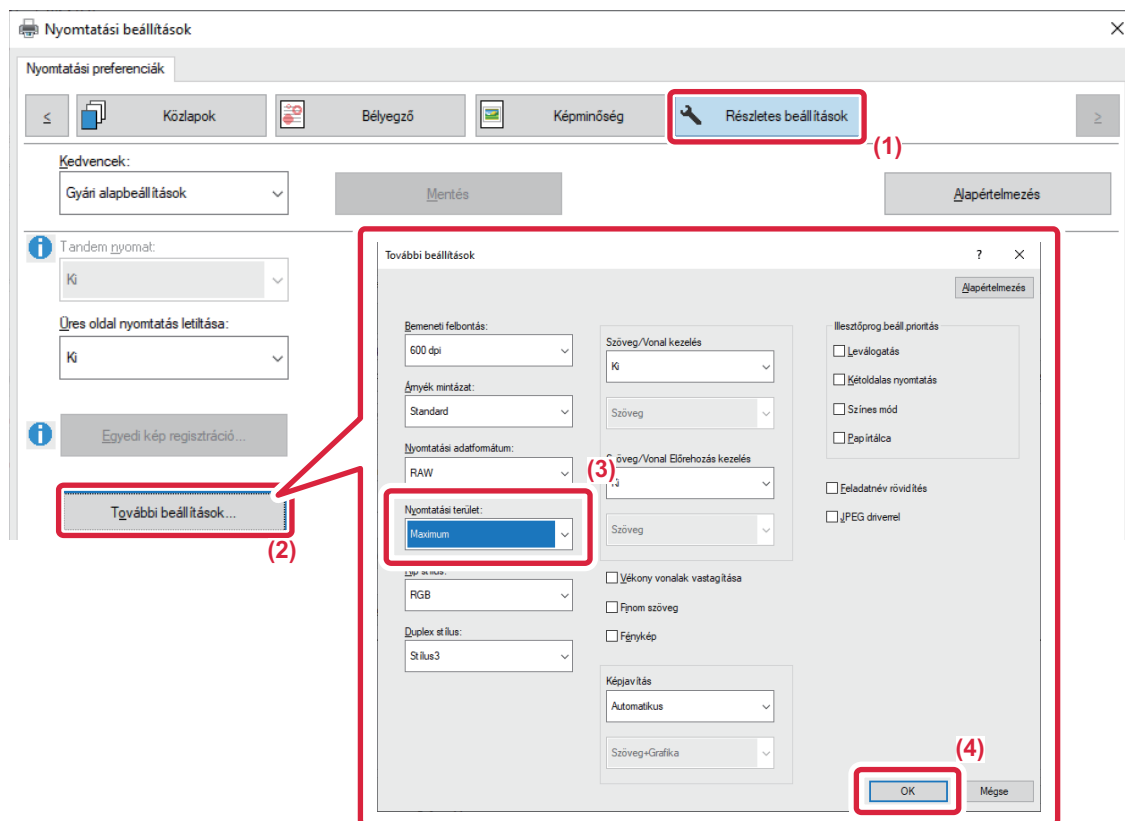 Nyomtatási beállítások
Nyomtatási preferenciák
<
Közlapok
Bélyegző
Képminőség
Részletes beállítások
>
(1)
Kedvencek:
Gyári alapbeállítások
Mentés
Alapértelmezés
Tandem nyomat:
Ki
Üres oldal nyomtatás letiltása:
Ki
Egyedi kép regisztráció...
További beállítások...
(2)
További beállítások
?
Alapértelmezés
Bemeneti felbontás:
600 dpi
Árnyék mintázat:
Standard
Nyomtatási adatformátum:
RAW
(3)
Nyomtatási terület:
Maximum
Rip stílus:
RGB
Duplex stílus:
Stílus3
Szöveg/Vonal kezelés
Ki
Szöveg
Szöveg/Vonal Előrehozás kezelés
Ki
Szöveg
Vékony vonalak vastagítása
Finom szöveg
Fénykép
Képjavítás
Automatikus
Szöveg+Grafika
Illesztőprog.beáll.prioritás
Leválogatás
Kétoldalas nyomtatás
Színes mód
Papírtálca
Feladatnév rövidítés
JPEG driverrel
(4)
OK
Mégse